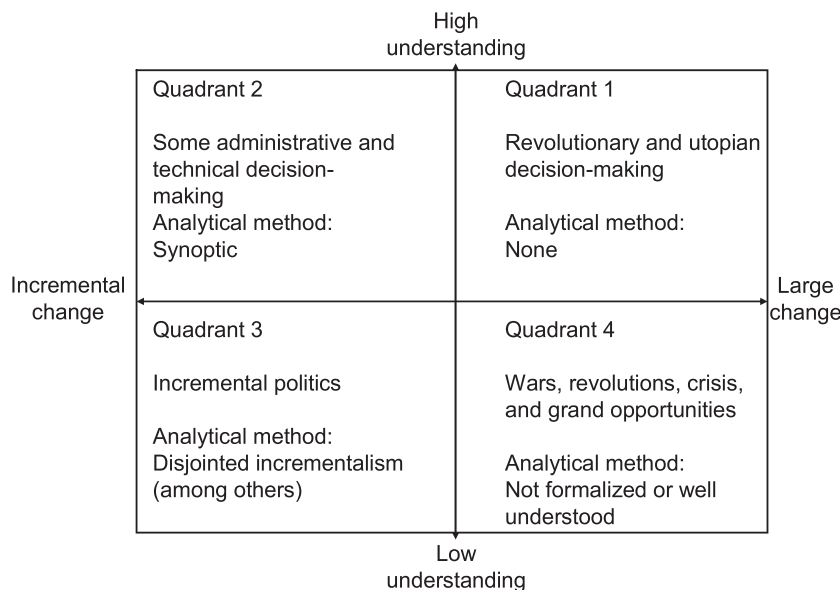 High
understanding
Quadrant 2
Some administrative and
technical decision-
making
Analytical method:
Synoptic
Quadrant 1
Revolutionary and utopian
decision-making
Analytical method:
None
Incremental
change
Large
change
Quadrant 3
Incremental politics
Analytical method:
Disjointed incrementalism
(among others)
Quadrant 4
Wars, revolutions, crisis,
and grand opportunities
Analytical method:
Not formalized or well
understood
Low
understanding